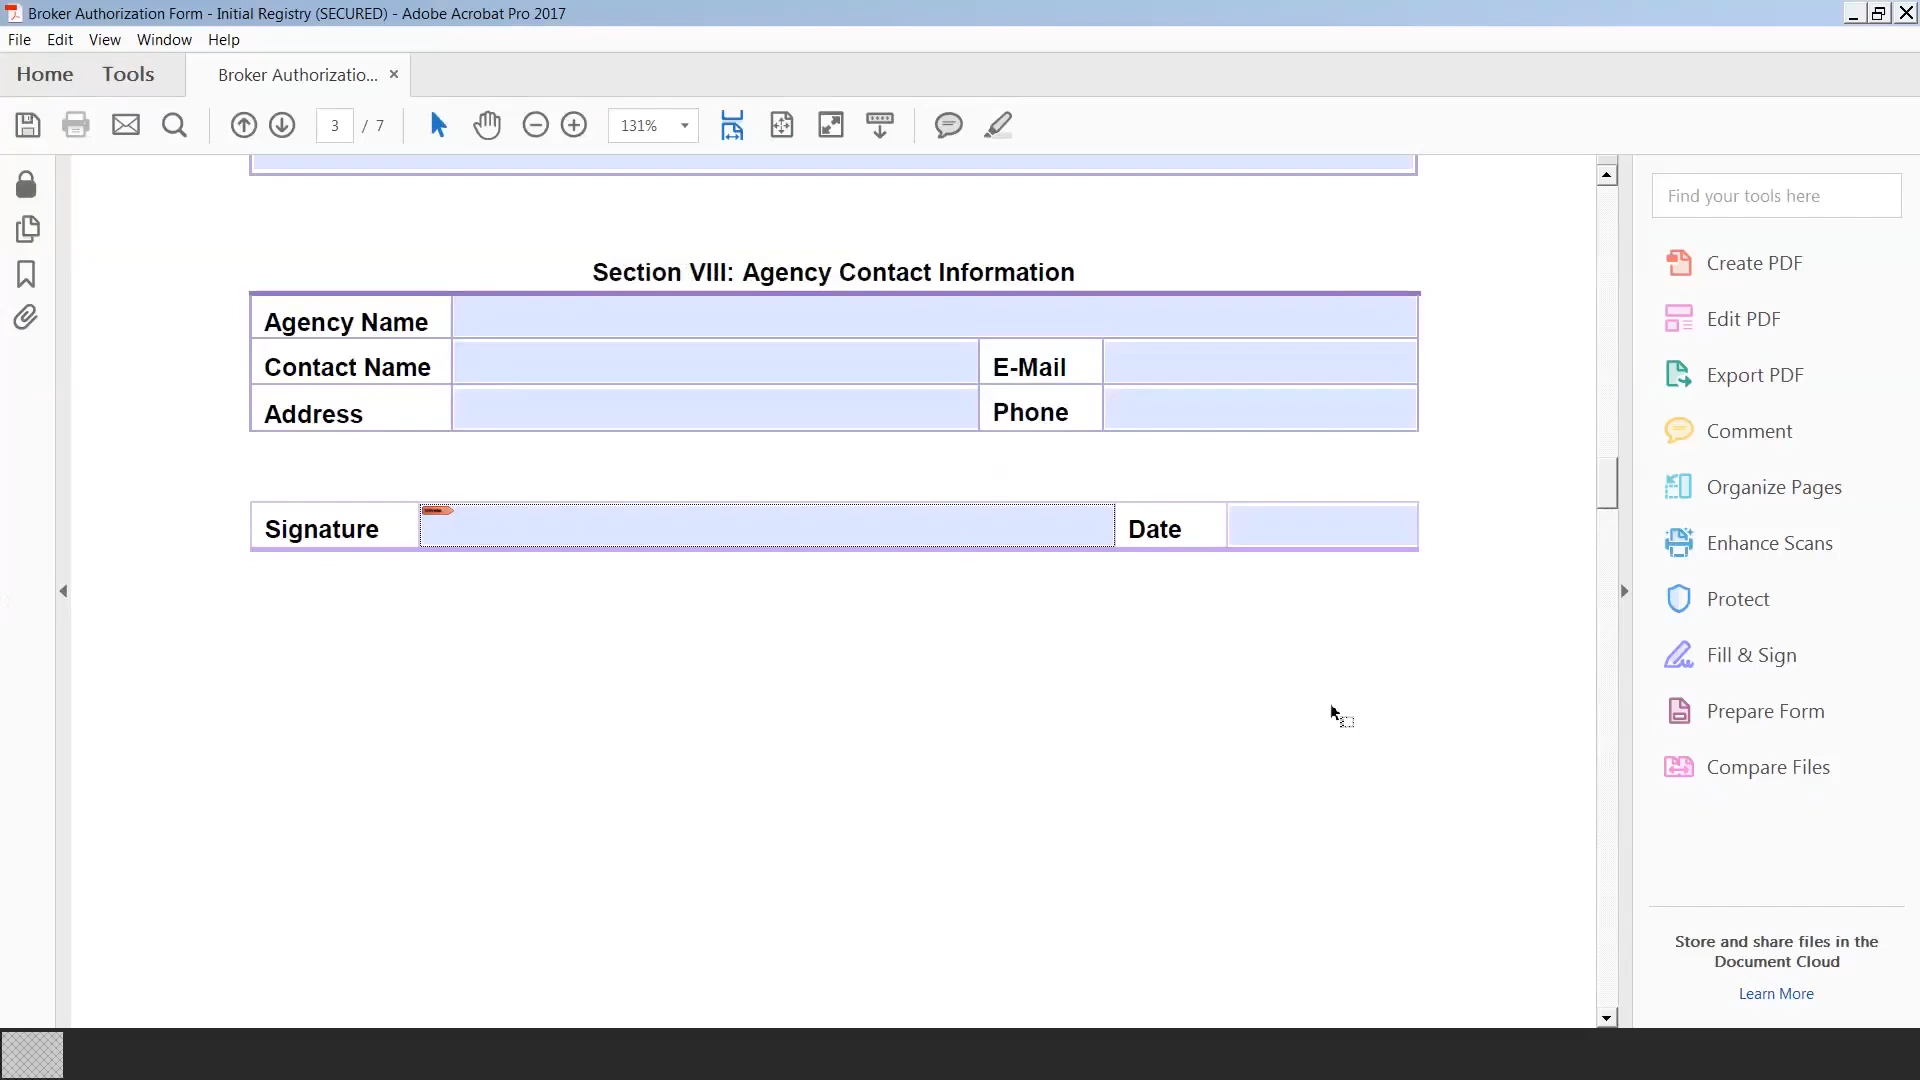 Broker Authorization Form - Initial Registry (SECURED) - Adobe Acrobat Pro 2017
File Edit View Window Help
Home Tools Broker Authorizatio... ×
3 / 7 131%
Find your tools here
Create PDF
Edit PDF
Export PDF
Comment
Organize Pages
Enhance Scans
Protect
Fill & Sign
Prepare Form
Compare Files
Store and share files in the
Document Cloud
Learn More
Section VIII: Agency Contact Information
Agency Name
Contact Name E-Mail
Address Phone
Signature Date